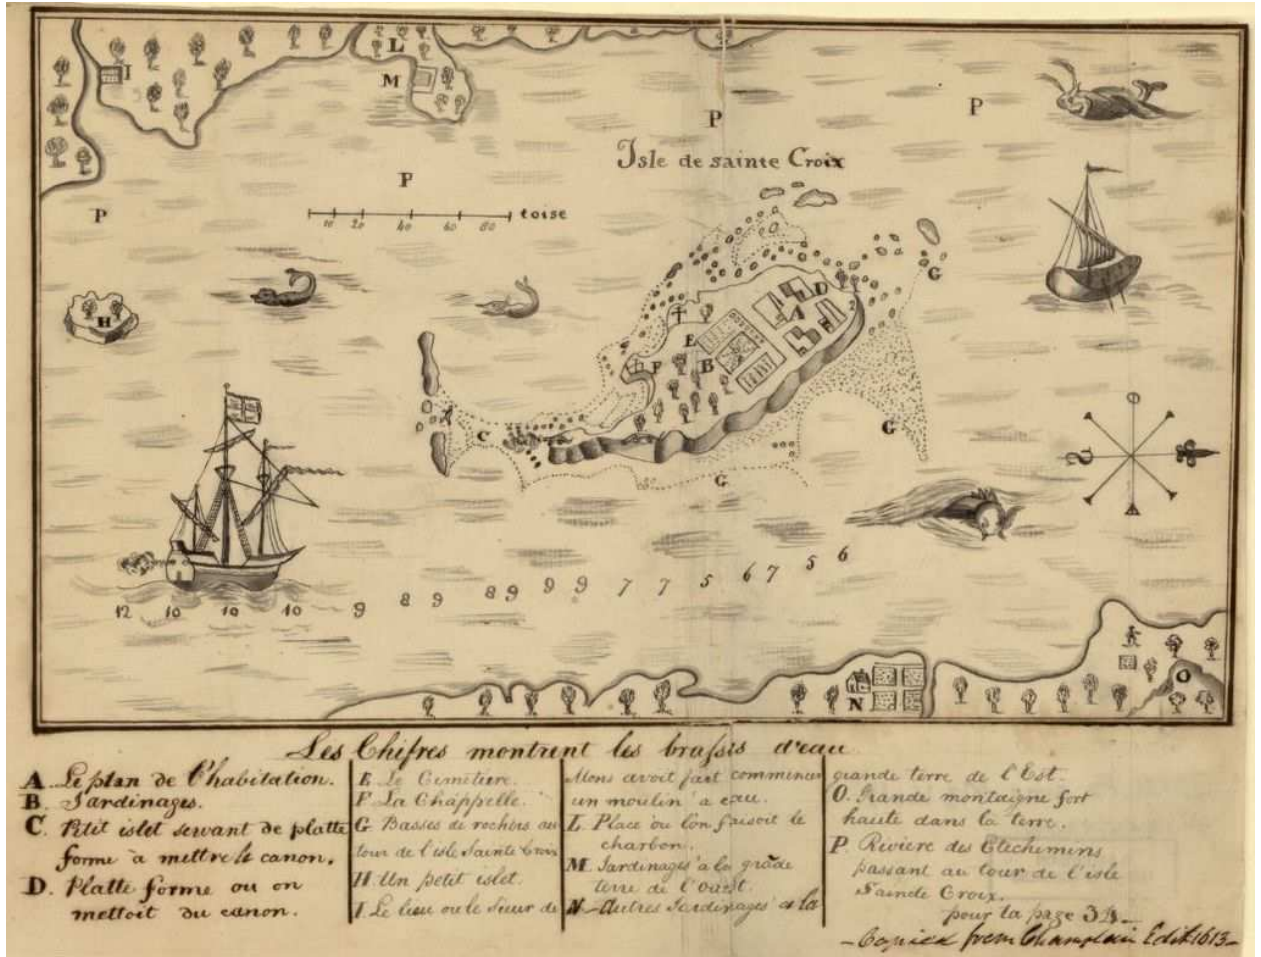 L
I
M
P
P
Isle de sainte Croix
P
P
toise
10 20 40 60 80
G
D
H
A
2
E
F B
C
G
G
6
5
12 10 10 10 9 8 9 8 9 9 9 7 7 5 6 7
O
N
Les Chifres montrent les brassis d'eau
A. Le plan de l'habitation.
B. Jardinages.
C. Petit islet servant de platte
forme à mettre le canon.
D. Platte forme ou on
mettoit du canon.
E Le Cimetiere.
F La Chappelle.
G Basses de rochers au
tour de l'isle Sainte Croix
H. Un petit islet.
I Le lieu ou le Sieur de
Mons avoit fait commencer
un moulin a eau.
L. Place ou l'on faisoit le
charbon.
M. Jardinages a la grãde
terre de l'Ouest.
N Autres Jardinages a la
grande terre de l'Est.
O. Grande montaigne fort
haute dans la terre.
P. Riviere des Etechemins
passant au tour de l'isle
Saincte Croix.
pour la page
- Copied from Champlain Edit 1613 -